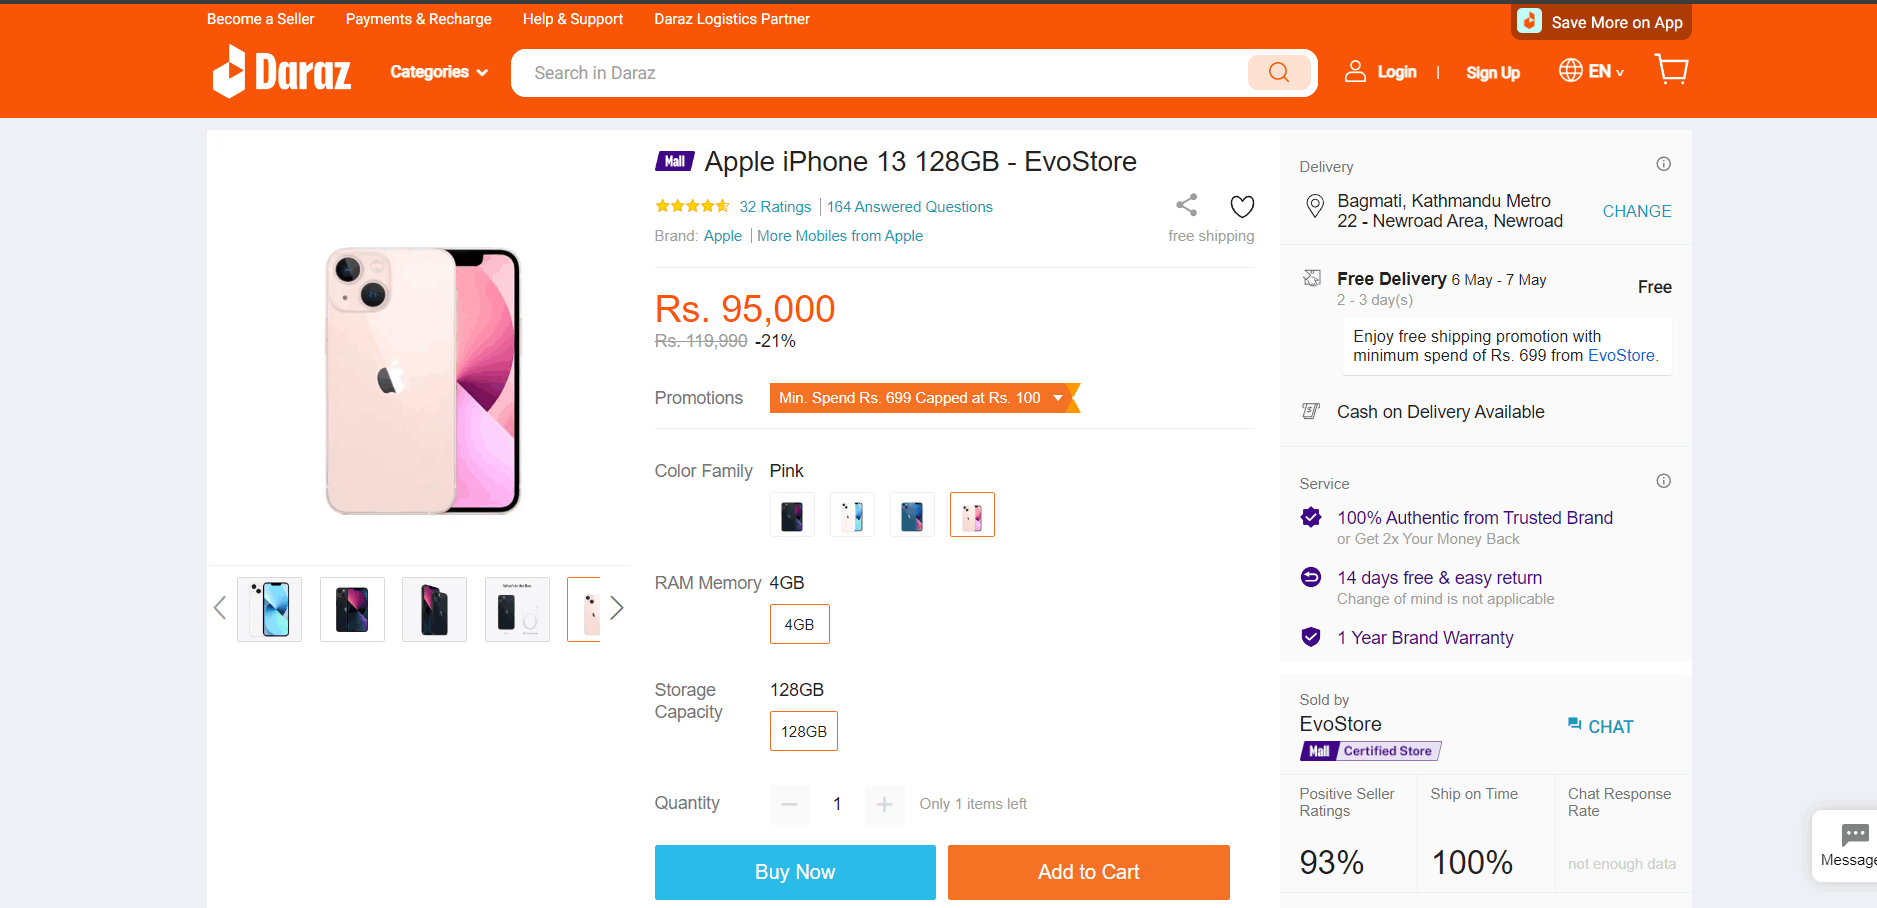 Become a Seller
Payments & Recharge
Help & Support
Daraz Logistics Partner
Save More on App
Daraz
Categories
Search in Daraz
Login
|
Sign Up
EN
Mall Apple iPhone 13 128GB - EvoStore
32 Ratings
164 Answered Questions
Brand: Apple | More Mobiles from Apple
free shipping
Rs. 95,000
Rs. 119,990 -21%
Promotions
Min. Spend Rs. 699 Capped at Rs. 100
Color Family Pink
RAM Memory 4GB
4GB
Storage
Capacity
128GB
128GB
Quantity
1
Only 1 items left
Buy Now
Add to Cart
What's in the Box
Delivery
Bagmati, Kathmandu Metro
22 - Newroad Area, Newroad
CHANGE
Free Delivery 6 May - 7 May
2 - 3 day(s)
Free
Enjoy free shipping promotion with
minimum spend of Rs. 699 from EvoStore.
Cash on Delivery Available
Service
100% Authentic from Trusted Brand
or Get 2x Your Money Back
14 days free & easy return
Change of mind is not applicable
1 Year Brand Warranty
Sold by
EvoStore
CHAT
Mall Certified Store
Positive Seller
Ratings
93%
Ship on Time
100%
Chat Response
Rate
not enough data
Message